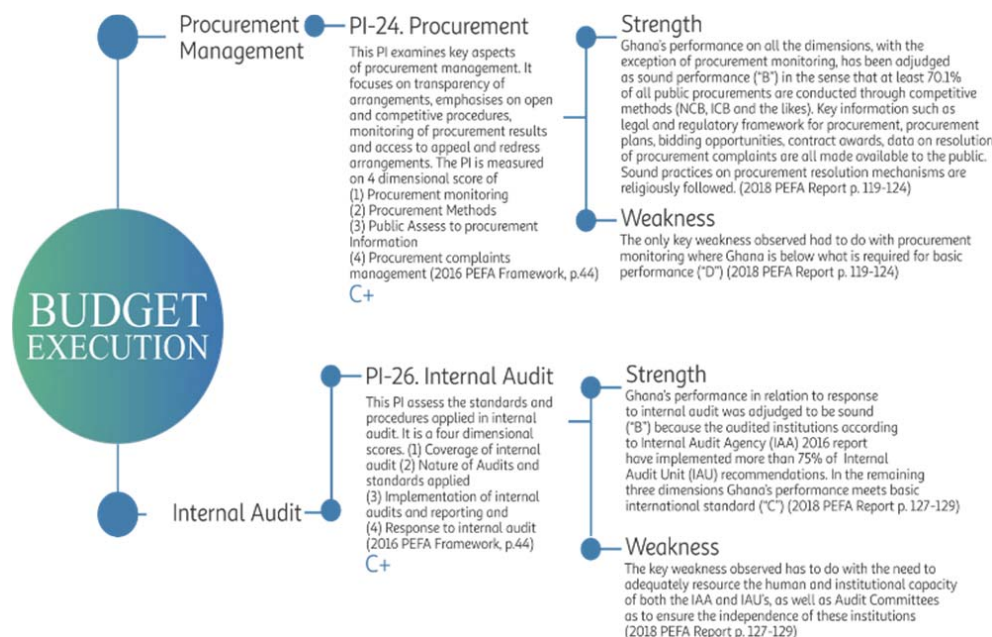 BUDGET
EXECUTION
Procurement
Management
PI-24. Procurement
This PI examines key aspects
of procurement management. It
focuses on transparency of
arrangements, emphasises on open
and competitive procedures,
monitoring of procurement results
and access to appeal and redress
arrangements. The PI is measured
on 4 dimensional score of
(1) Procurement monitoring
(2) Procurement Methods
(3) Public Assess to procurement
Information
(4) Procurement complaints
management (2016 PEFA Framework, p.44)
C+
Strength
Ghana's performance on all the dimensions, with the
exception of procurement monitoring, has been adjudged
as sound performance ("B") in the sense that at least 70.1%
of all public procurements are conducted through competitive
methods (NCB, ICB and the likes). Key information such as
legal and regulatory framework for procurement, procurement
plans, bidding opportunities, contract awards, data on resolution
of procurement complaints are all made available to the public.
Sound practices on procurement resolution mechanisms are
religiously followed. (2018 PEFA Report p. 119-124)
Weakness
The only key weakness observed had to do with procurement
monitoring where Ghana is below what is required for basic
performance ("D") (2018 PEFA Report p. 119-124)
Internal Audit
PI-26. Internal Audit
This PI assess the standards and
procedures applied in internal
audit. It is a four dimensional
scores. (1) Coverage of internal
audit (2) Nature of Audits and
standards applied
(3) Implementation of internal
audits and reporting and
(4) Response to internal audit
(2016 PEFA Framework, p.44)
C+
Strength
Ghana's performance in relation to response
to internal audit was adjudged to be sound
("B") because the audited institutions according
to Internal Audit Agency (IAA) 2016 report
have implemented more than 75% of Internal
Audit Unit (IAU) recommendations. In the remaining
three dimensions Ghana's performance meets basic
international standard ("C") (2018 PEFA Report p. 127-129)
Weakness
The key weakness observed has to do with the need to
adequately resource the human and institutional capacity
of both the IAA and IAU's, as well as Audit Committees
as to ensure the independence of these institutions
(2018 PEFA Report p. 127-129)